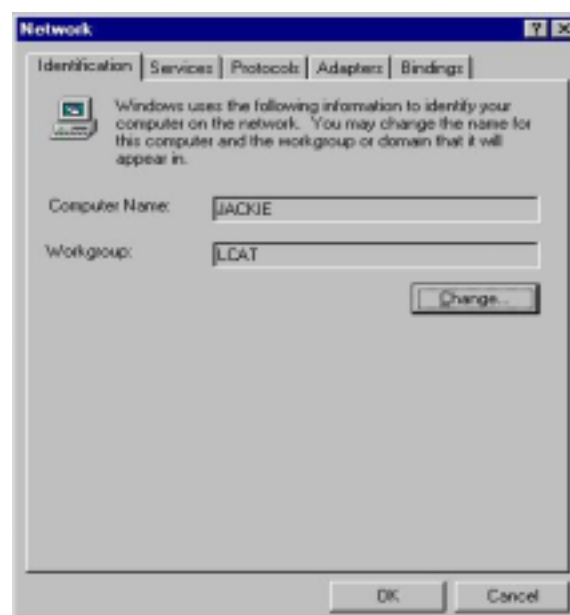 Network
Identification Services Protocols Adapters Bindings
Windows uses the following information to identify your
computer on the network. You may change the name for
this computer and the workgroup or domain that it will
appear in.
Computer Name: JACKIE
Workgroup: LCAT
Change...
OK Cancel